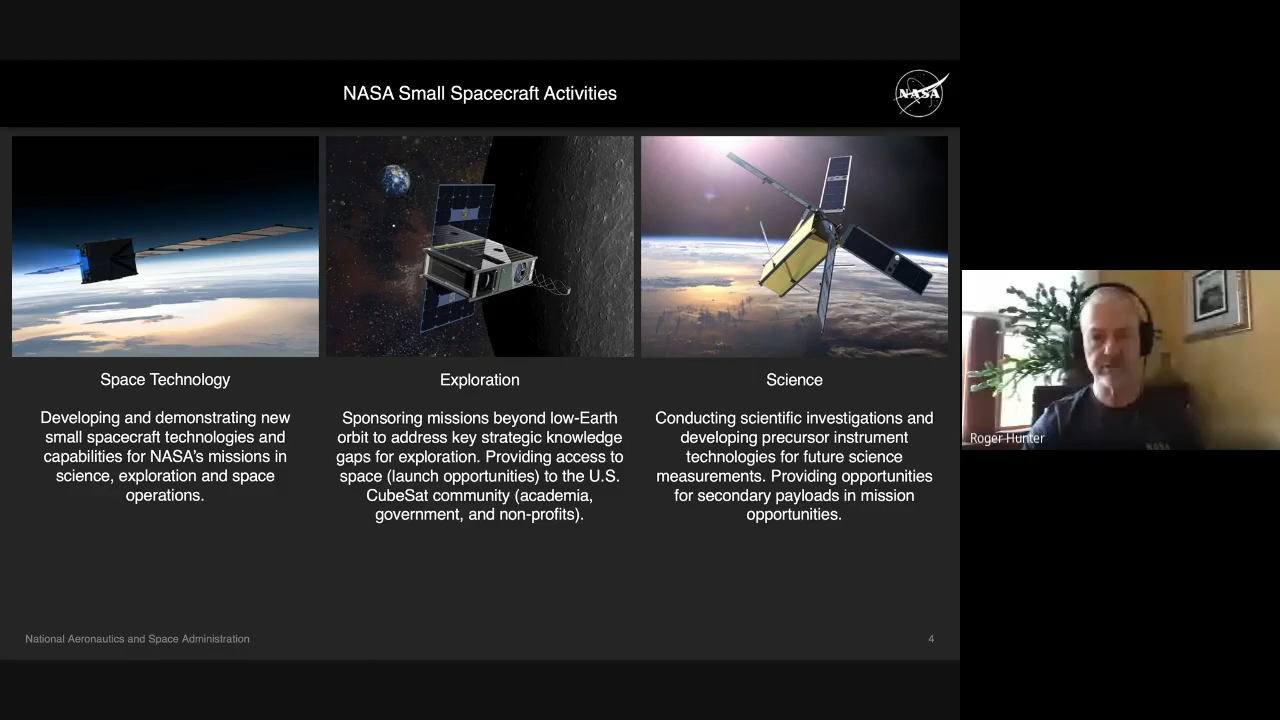 NASA Small Spacecraft Activities
NASA
Space Technology
Developing and demonstrating new
small spacecraft technologies and
capabilities for NASA's missions in
science, exploration and space
operations.
Exploration
Sponsoring missions beyond low-Earth
orbit to address key strategic knowledge
gaps for exploration. Providing access to
space (launch opportunities) to the U.S.
CubeSat community (academia,
government, and non-profits).
Science
Conducting scientific investigations and
developing precursor instrument
technologies for future science
measurements. Providing opportunities
for secondary payloads in mission
opportunities.
National Aeronautics and Space Administration
4
Roger Hunter
NASA